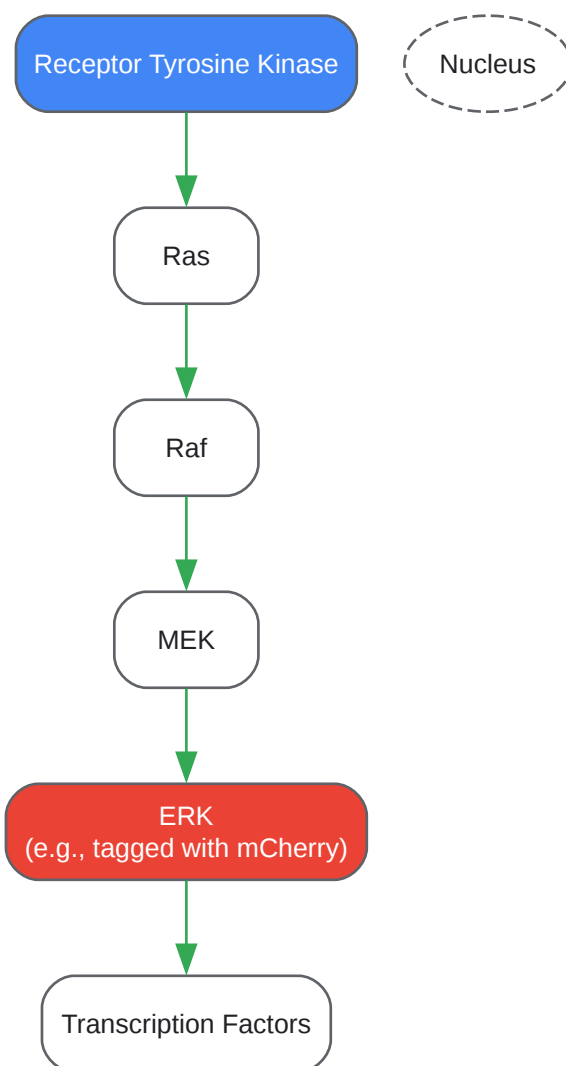 Receptor Tyrosine Kinase
Nucleus
Ras
Raf
MEK
ERK
(e.g., tagged with mCherry)
Transcription Factors